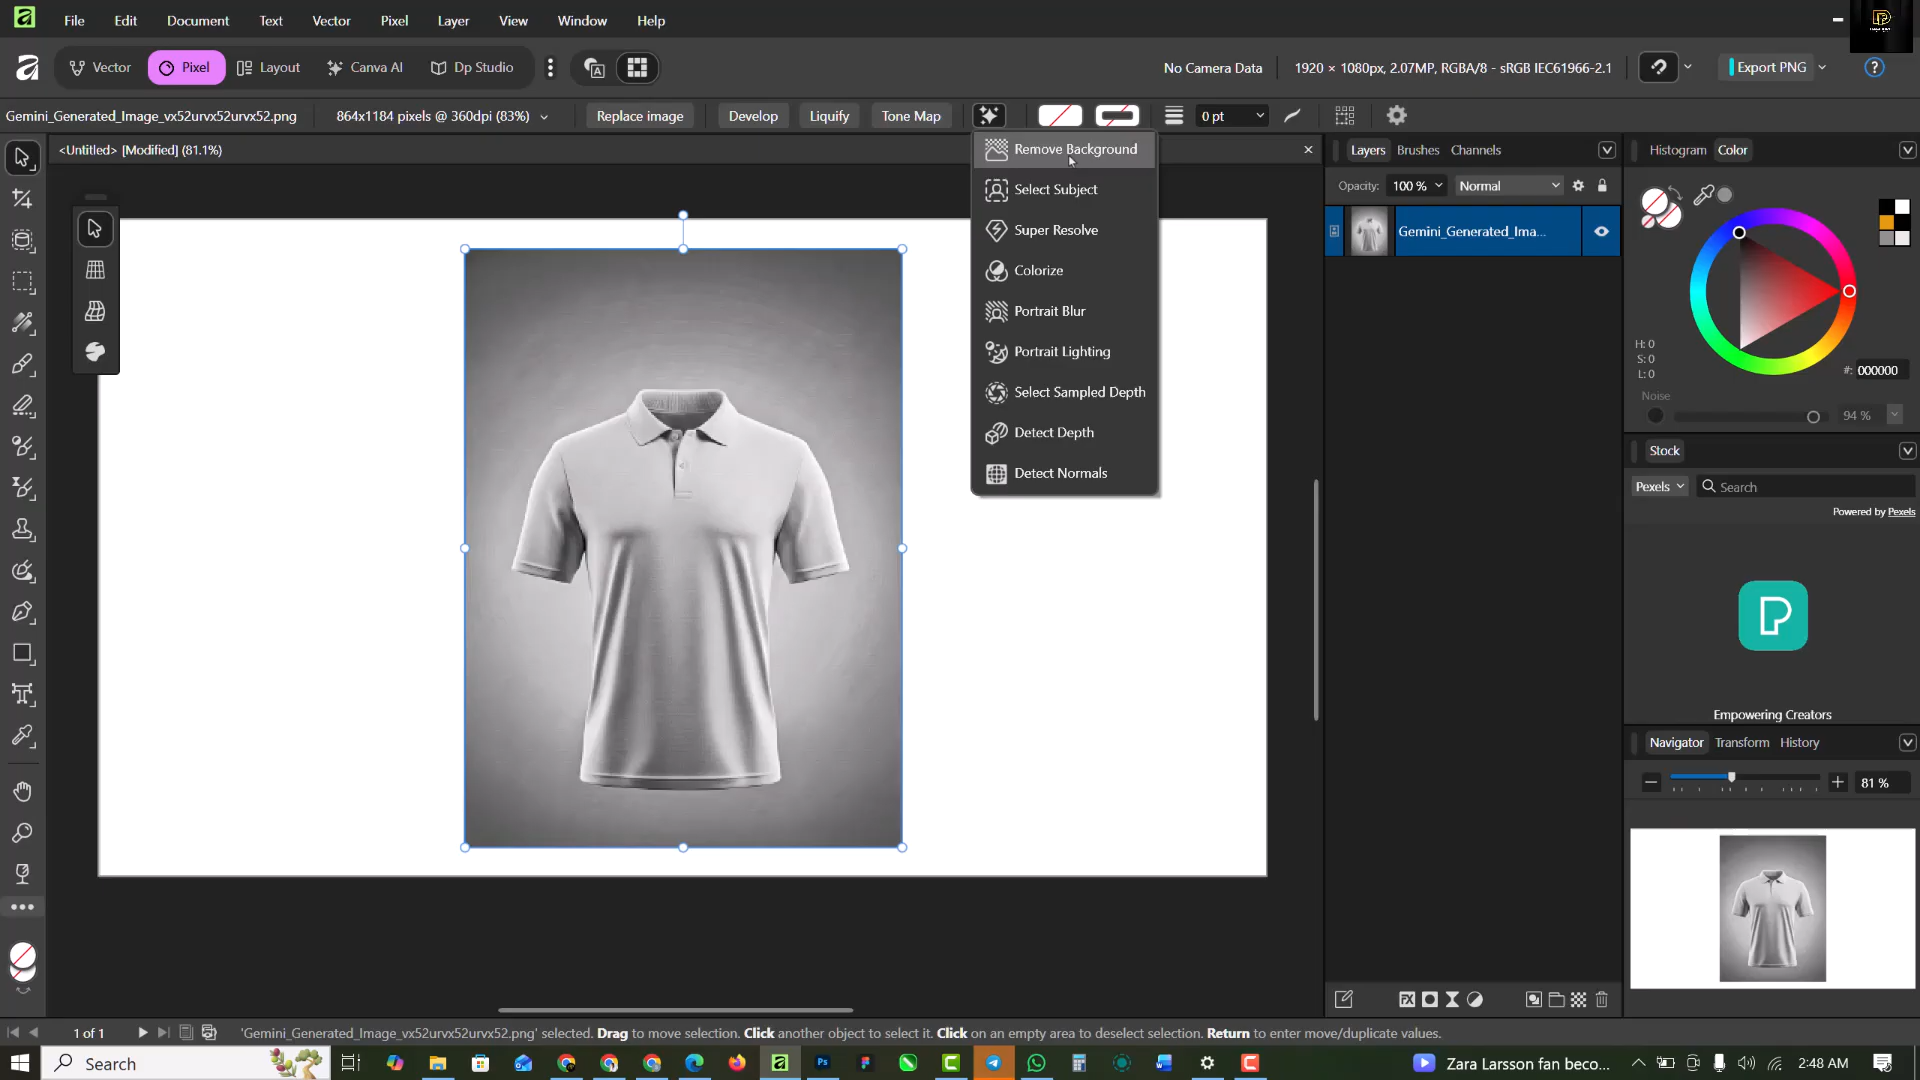 File Edit Document Text Vector Pixel Layer View Window Help
Vector Pixel Layout Canva AI Dp Studio No Camera Data 1920 × 1080px, 2.07MP, RGBA/8 - sRGB IEC61966-2.1 Export PNG
Gemini_Generated_Image_vx52urvx52urvx52.png 864x1184 pixels @ 360dpi (83%) Replace image Develop Liquify Tone Map 0 pt
<Untitled> [Modified] (81.1%)
Remove Background
Select Subject
Super Resolve
Colorize
Portrait Blur
Portrait Lighting
Select Sampled Depth
Detect Depth
Detect Normals
Layers Brushes Channels
Opacity: 100 % Normal
Gemini_Generated_Ima...
Histogram Color
H: 0
S: 0
L: 0
#: 000000
Noise
94 %
Stock
Pexels Search
Powered by Pexels
Empowering Creators
Navigator Transform History
81 %
1 of 1 'Gemini_Generated_Image_vx52urvx52urvx52.png' selected. Drag to move selection. Click another object to select it. Click on an empty area to deselect selection. Return to enter move/duplicate values.
Search Zara Larsson fan beco... 2:48 AM